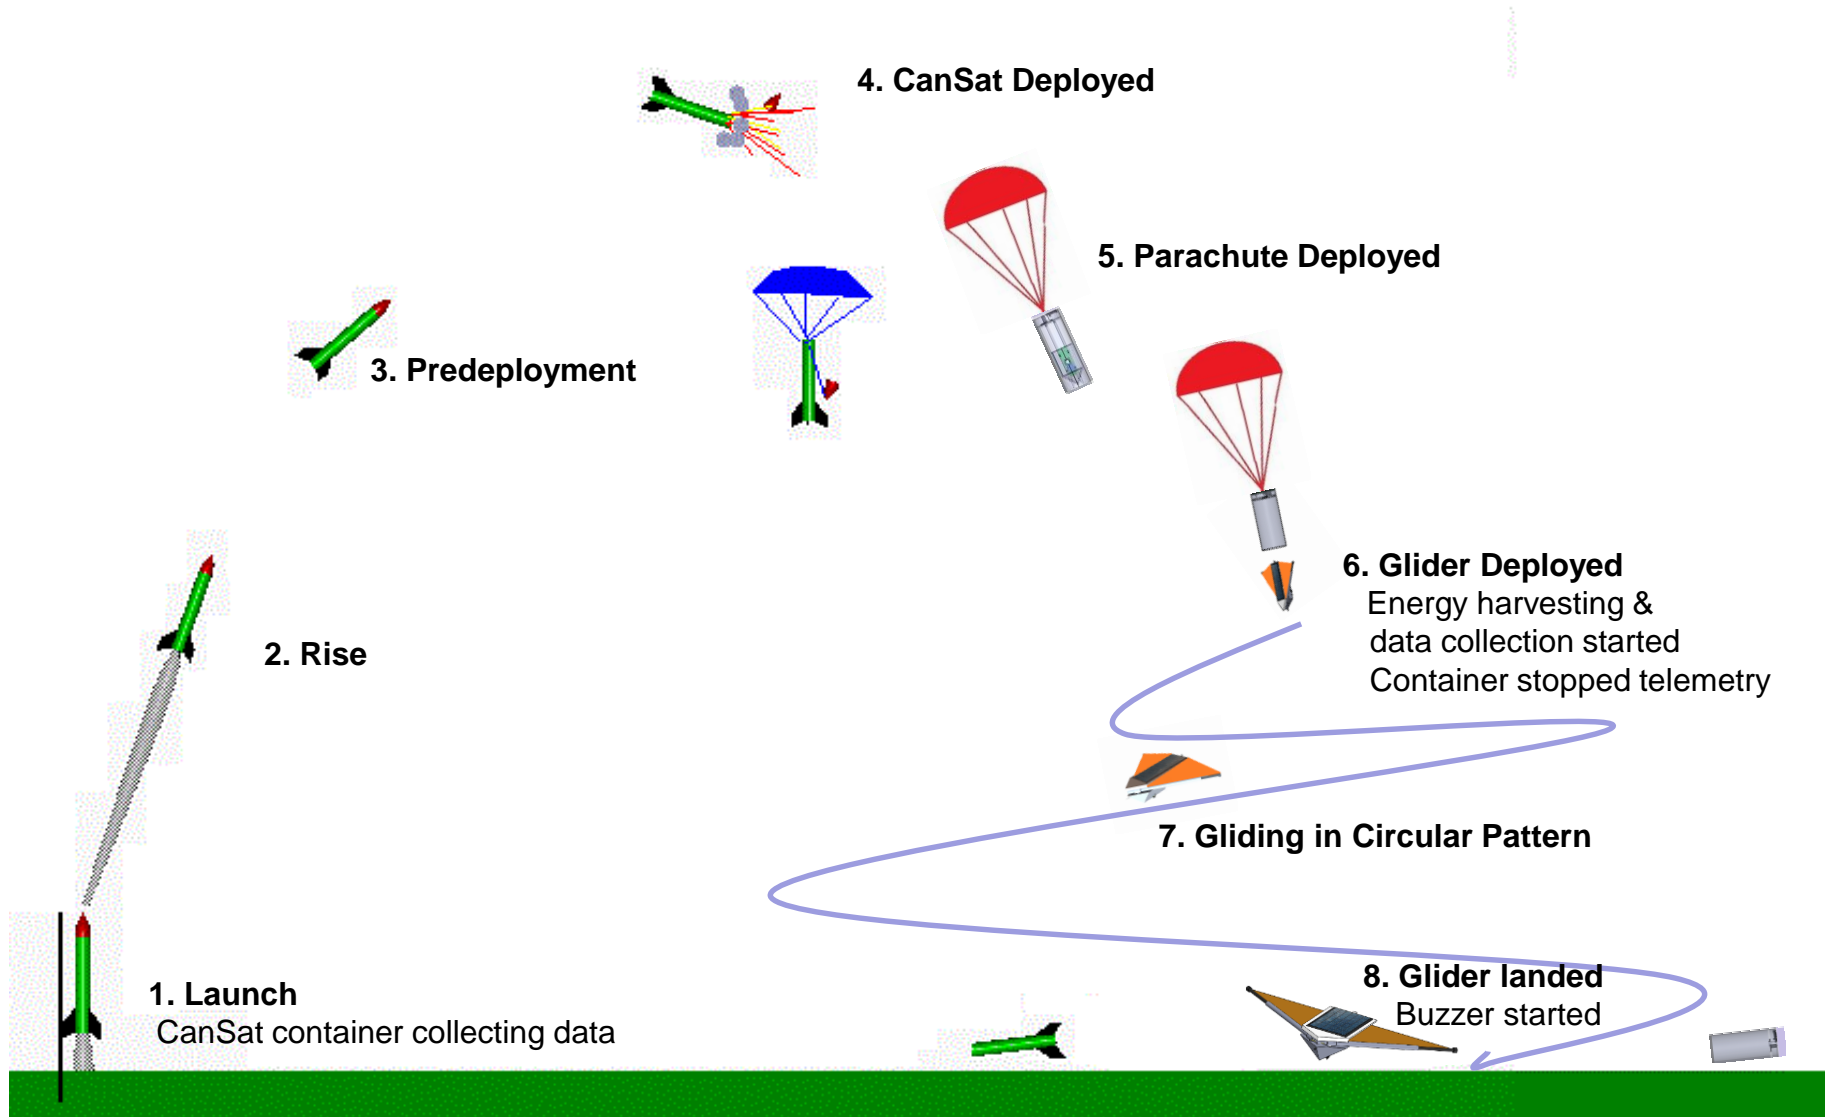 4. CanSat Deployed
5. Parachute Deployed
3. Predeployment
6. Glider Deployed
Energy harvesting &
data collection started
Container stopped telemetry
2. Rise
7. Gliding in Circular Pattern
8. Glider landed
Buzzer started
1. Launch
CanSat container collecting data